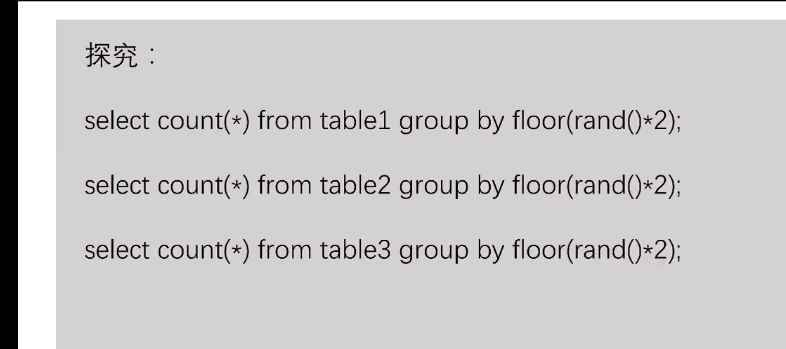 探究：
select count(*) from table1 group by floor(rand()*2);
select count(*) from table2 group by floor(rand()*2);
select count(*) from table3 group by floor(rand()*2);